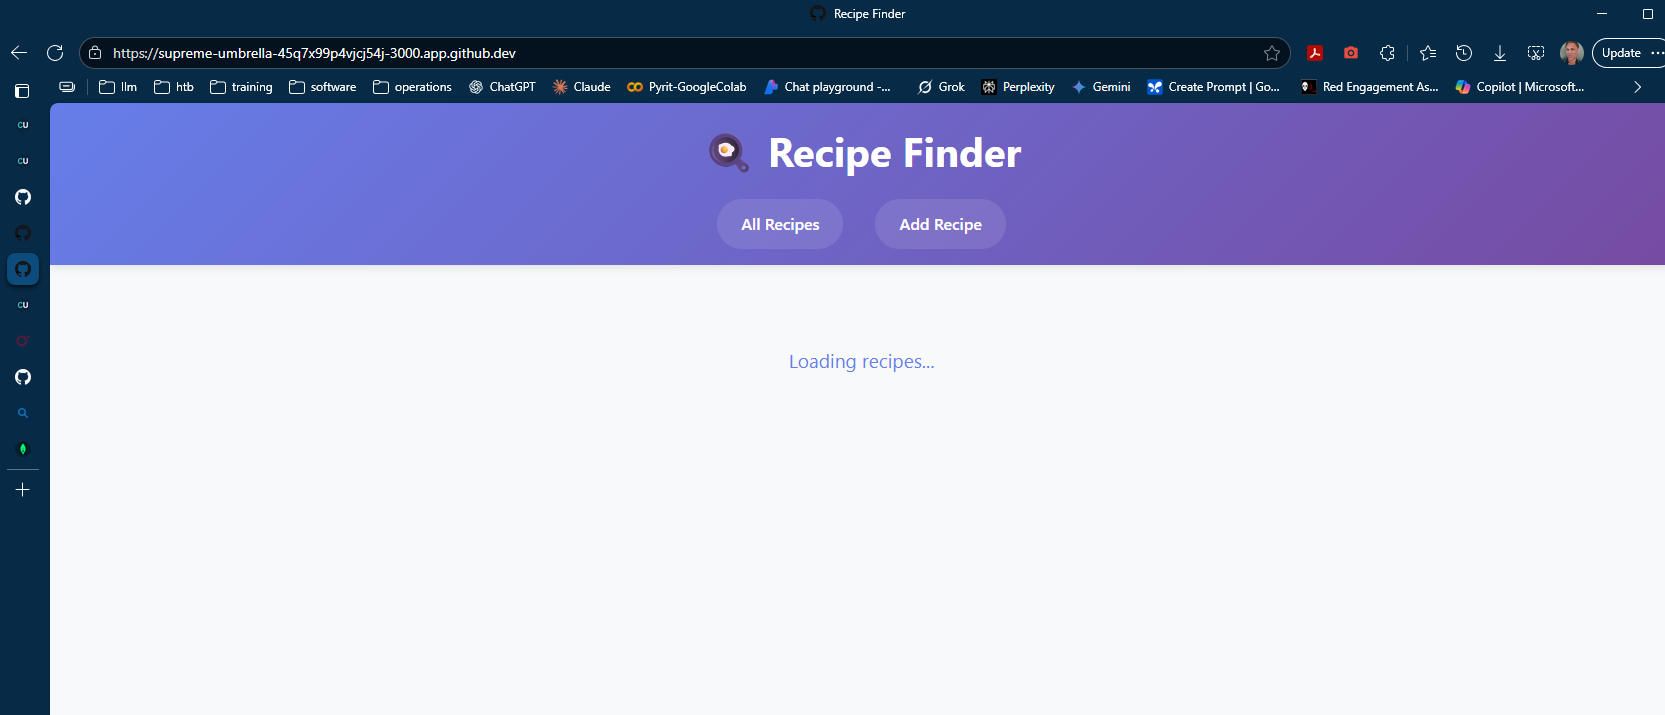 Recipe Finder
https://supreme-umbrella-45q7x99p4vjcj54j-3000.app.github.dev
Update
llm
htb
training
software
operations
ChatGPT
Claude
Pyrit-GoogleColab
Chat playground -...
Grok
Perplexity
Gemini
Create Prompt | Go...
Red Engagement As...
Copilot | Microsoft...
CU
CU
CU
Recipe Finder
All Recipes
Add Recipe
Loading recipes...